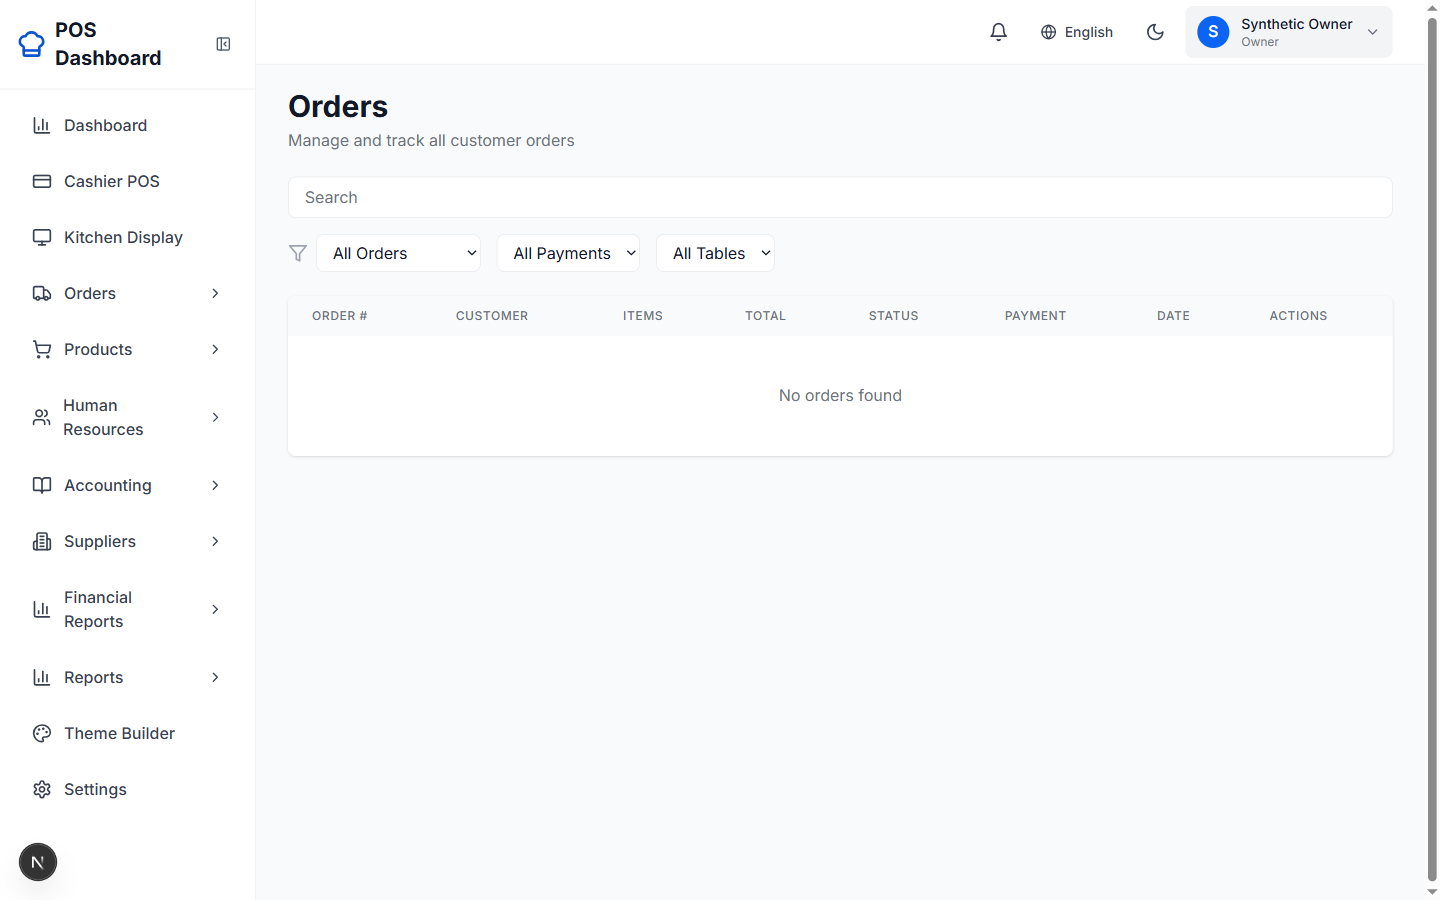 POS
Dashboard
English
S
Synthetic Owner
Owner
Dashboard
Cashier POS
Kitchen Display
Orders
Products
Human
Resources
Accounting
Suppliers
Financial
Reports
Reports
Theme Builder
Settings
N
Orders
Manage and track all customer orders
Search
All Orders
All Payments
All Tables
ORDER # CUSTOMER ITEMS TOTAL STATUS PAYMENT DATE ACTIONS
No orders found